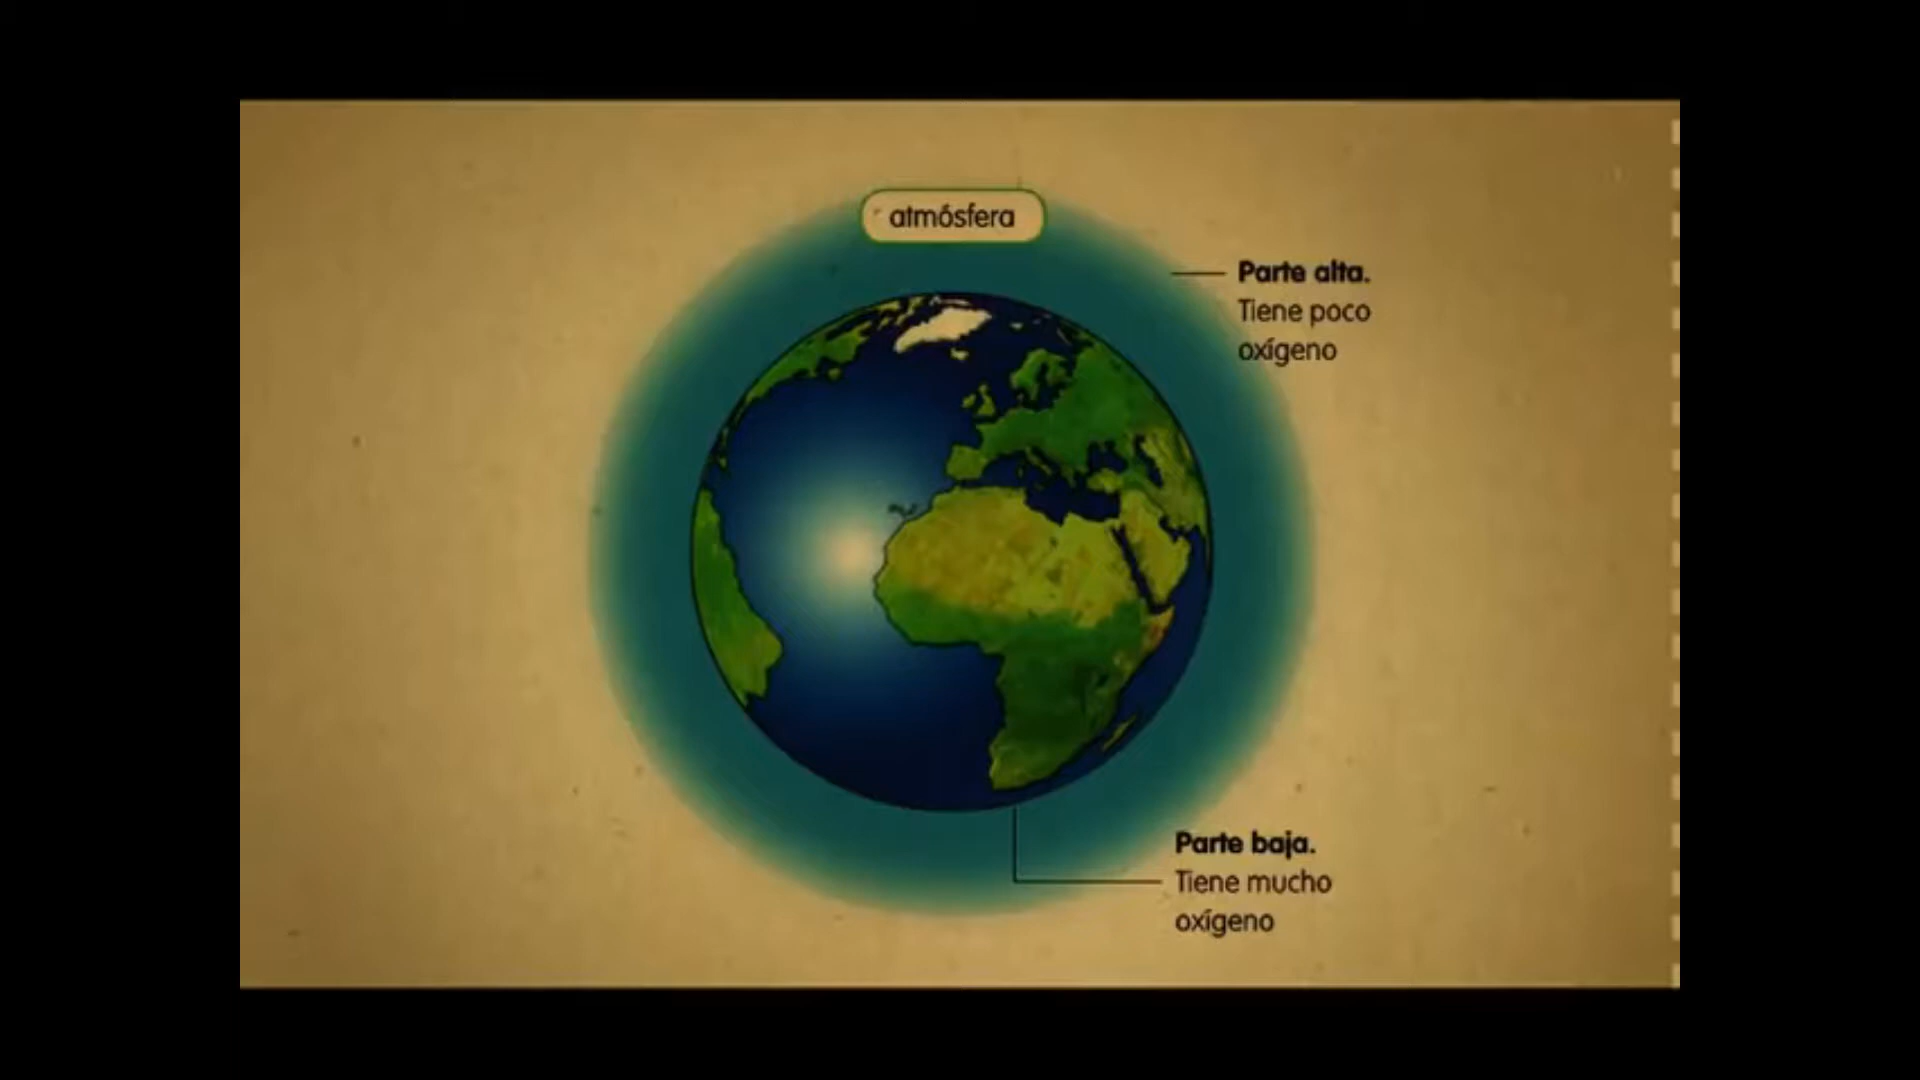 atmósfera
Parte alta.
Tiene poco
oxígeno
Parte baja.
Tiene mucho
oxígeno